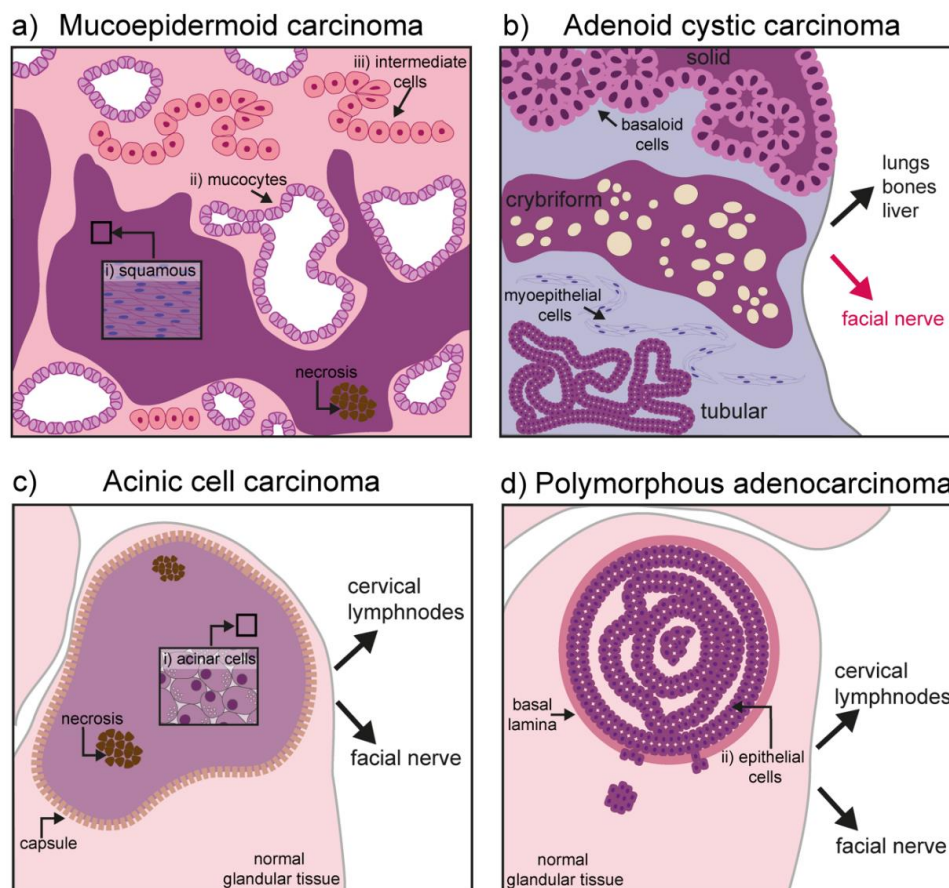 a) Mucoepidermoid carcinoma
iii) intermediate
cells
ii) mucocytes
i) squamous
necrosis
b) Adenoid cystic carcinoma
solid
basaloid
cells
crybriform
myoepithelial
cells
tubular
lungs
bones
liver
facial nerve
c) Acinic cell carcinoma
i) acinar cells
necrosis
capsule
normal
glandular tissue
cervical
lymphnodes
facial nerve
d) Polymorphous adenocarcinoma
basal
lamina
ii) epithelial
cells
normal
glandular tissue
cervical
lymphnodes
facial nerve